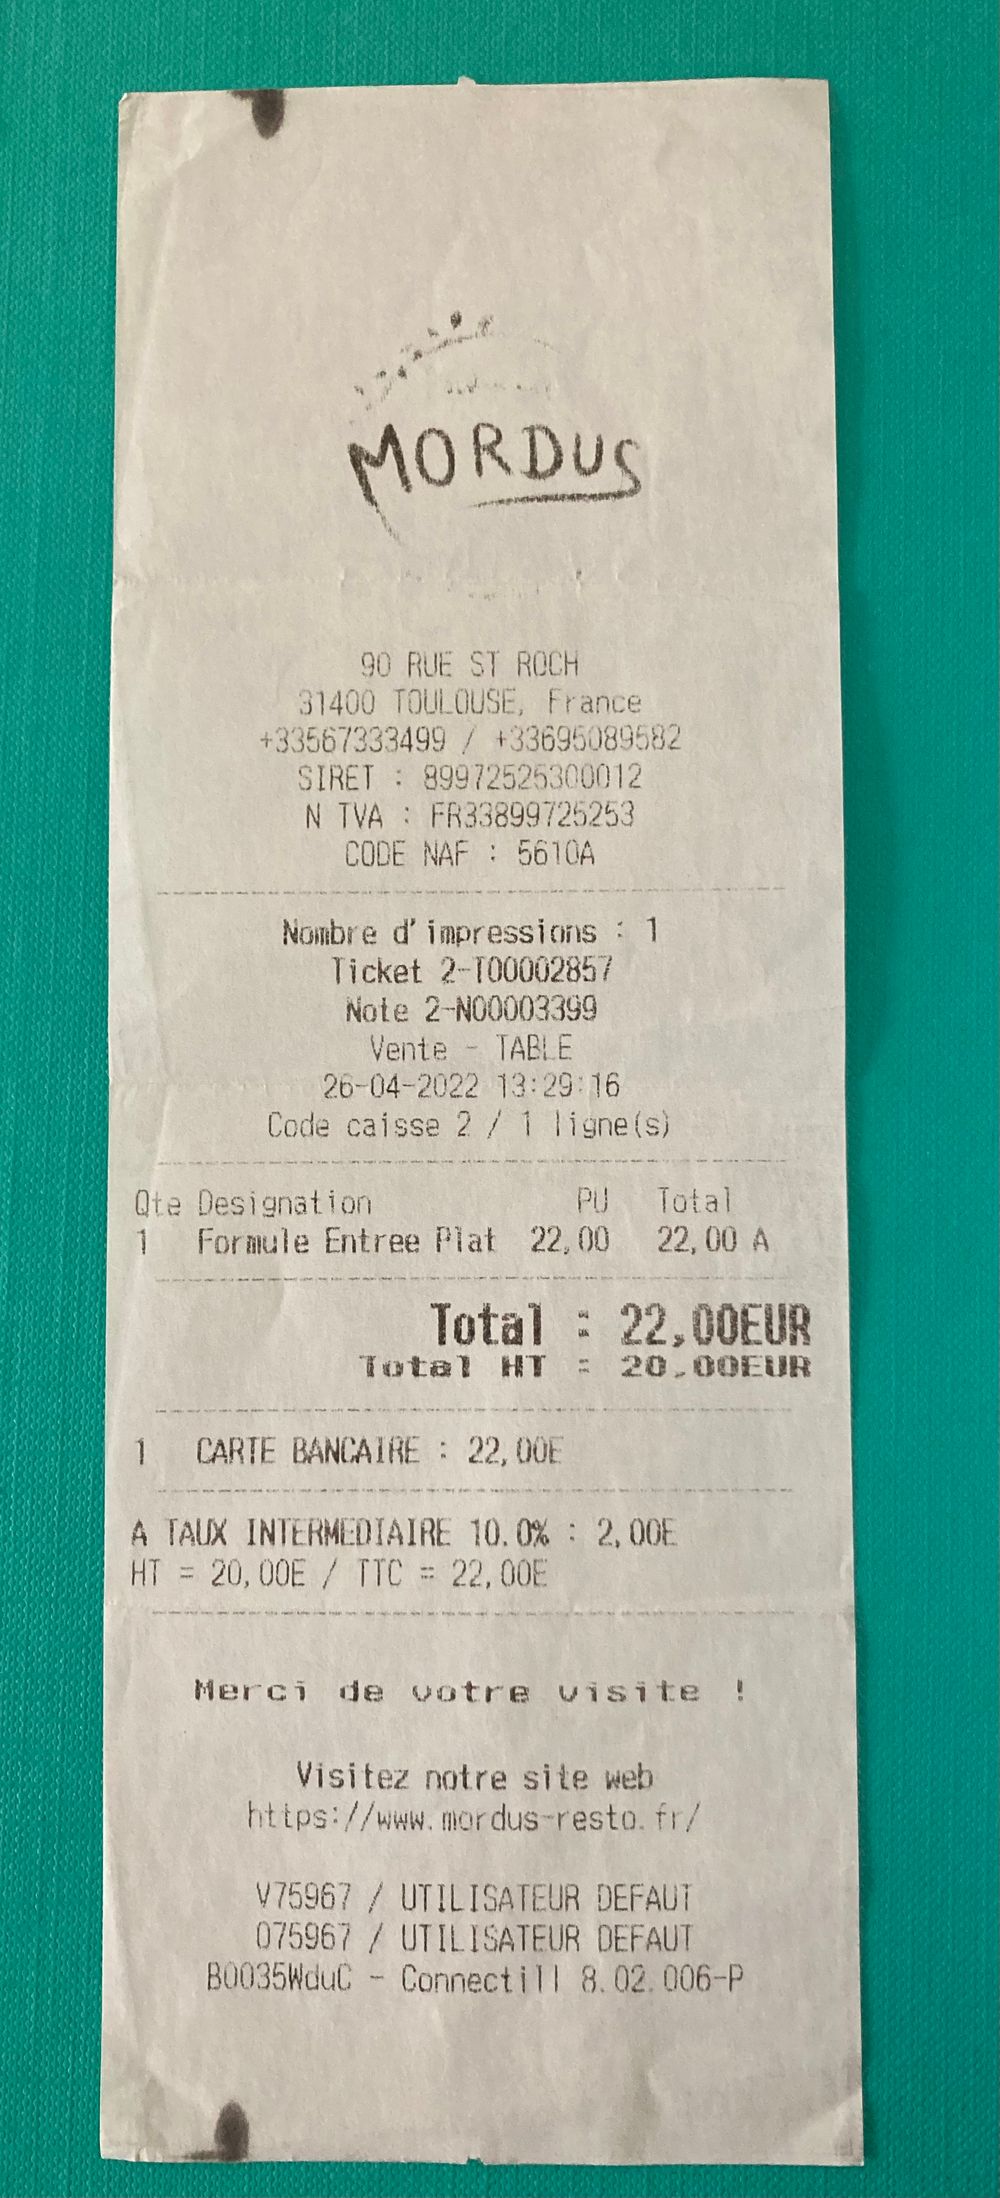 MORDUS
90 RUE ST ROCH
31400 TOULOUSE, France
+33567333499 / +33695089582
SIRET : 89972525300012
N TVA : FR33899725253
CODE NAF : 5610A
Nombre d'impressions : 1
Ticket 2-T00002857
Note 2-N00003399
Vente - TABLE
26-04-2022 13:29:16
Code caisse 2 / 1 ligne(s)
Qte Designation PU Total
1 Formule Entree Plat 22,00 22,00 A
Total : 22,00EUR
Total HT : 20,00EUR
1 CARTE BANCAIRE : 22,00E
A TAUX INTERMEDIAIRE 10.0% : 2,00E
HT = 20,00E / TTC = 22,00E
Merci de votre visite !
Visitez notre site web
https://www.mordus-resto.fr/
V75967 / UTILISATEUR DEFAUT
O75967 / UTILISATEUR DEFAUT
B0035WduC - Connectill 8.02.006-P